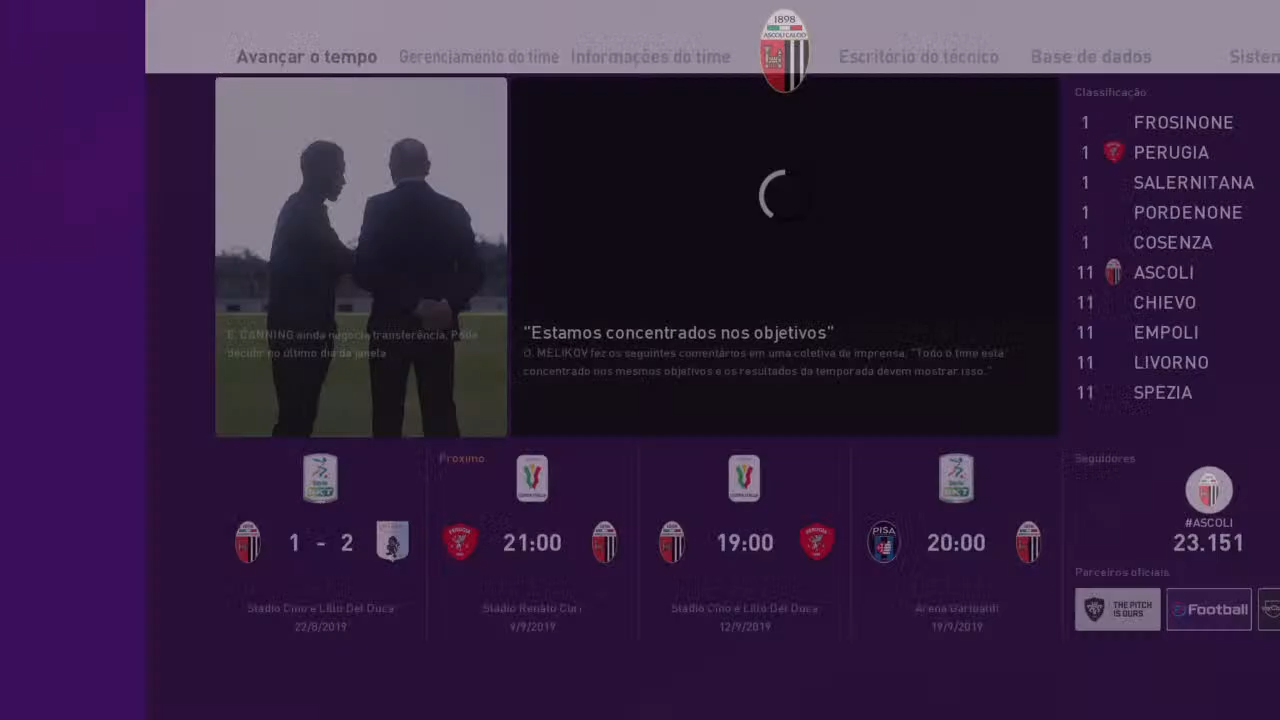 1898
ASCOLI CALCIO
Avançar o tempo
Gerenciamento do time
Informações do time
Escritório do técnico
Base de dados
Sisten
Classificação
1 FROSINONE
1 PERUGIA
1 SALERNITANA
1 PORDENONE
1 COSENZA
11 ASCOLI
11 CHIEVO
11 EMPOLI
11 LIVORNO
11 SPEZIA
E. CANNING ainda negocia transferência. Pode
decidir no último dia da janela
"Estamos concentrados nos objetivos"
O. MELIKOV fez os seguintes comentários em uma coletiva de imprensa. "Todo o time está
concentrado nos mesmos objetivos e os resultados da temporada devem mostrar isso."
Próximo
1 - 2
21:00
19:00
PISA
20:00
Stadio Cino e Lillo Del Duca
22/8/2019
Stadio Renato Curi
9/9/2019
Stadio Cino e Lillo Del Duca
12/9/2019
Arena Garibaldi
19/9/2019
Seguidores
#ASCOLI
23.151
Parceiros oficiais
THE PITCH
IS OURS
eFootball